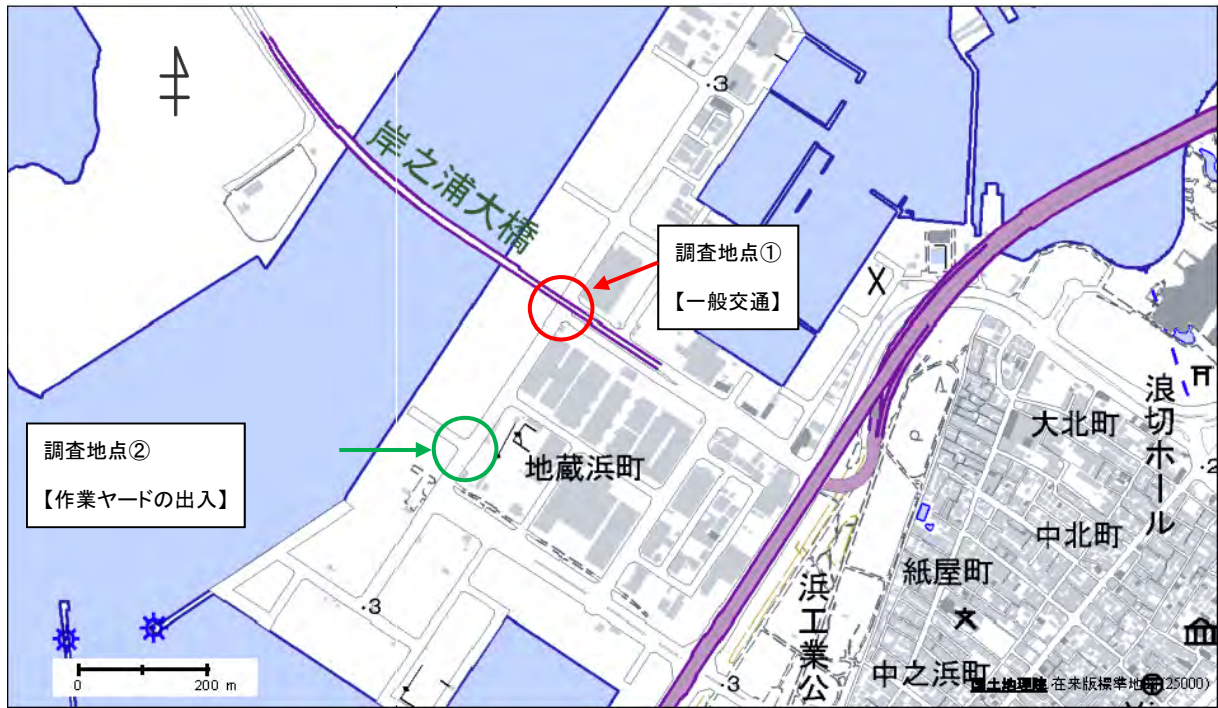 ・3
岸之浦大橋
調査地点①
【一般交通】
浪切ホール
大北町
調査地点②
【作業ヤードの出入】
地蔵浜町
・2
中北町
紙屋町
・3
浜工業公
中之浜町
・3
0
200 m
国土地理院 在来版標準地図(25000)